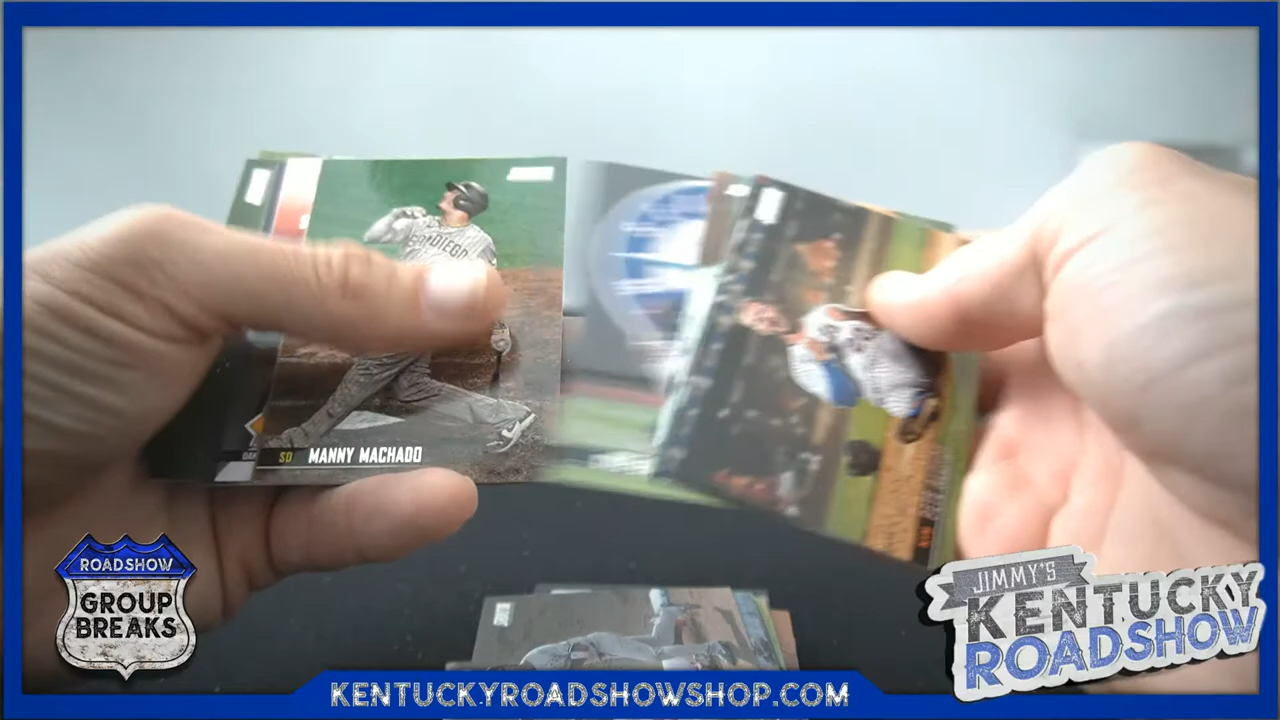 SAN DIEGO
SD MANNY MACHADO
ROADSHOW
GROUP
BREAKS
JIMMY'S
KENTUCKY
ROADSHOW
KENTUCKYROADSHOWSHOP.COM